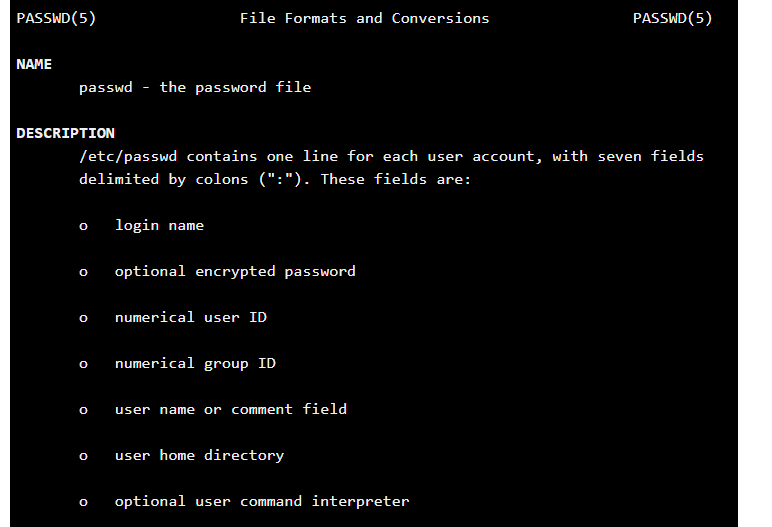 PASSWD(5) File Formats and Conversions PASSWD(5)
NAME
passwd - the password file
DESCRIPTION
/etc/passwd contains one line for each user account, with seven fields
delimited by colons (":"). These fields are:
o login name
o optional encrypted password
o numerical user ID
o numerical group ID
o user name or comment field
o user home directory
o optional user command interpreter